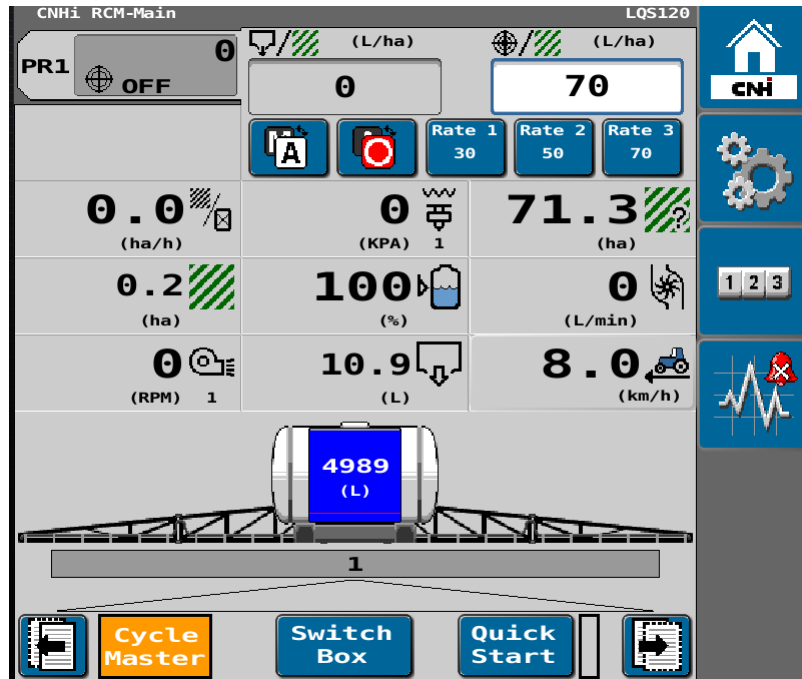 CNHi RCM-Main LQS120
PR1 0
OFF
(L/ha) (L/ha)
0 70
A
Rate 1 Rate 2 Rate 3
30 50 70
CNHi
0.0 0 71.3 ?
(ha/h) (KPA) 1 (ha)
0.2 100 0
(ha) (%) (L/min)
1 2 3
0 10.9 8.0
(RPM) 1 (L) (km/h)
4989
(L)
1
Cycle Switch Quick
Master Box Start